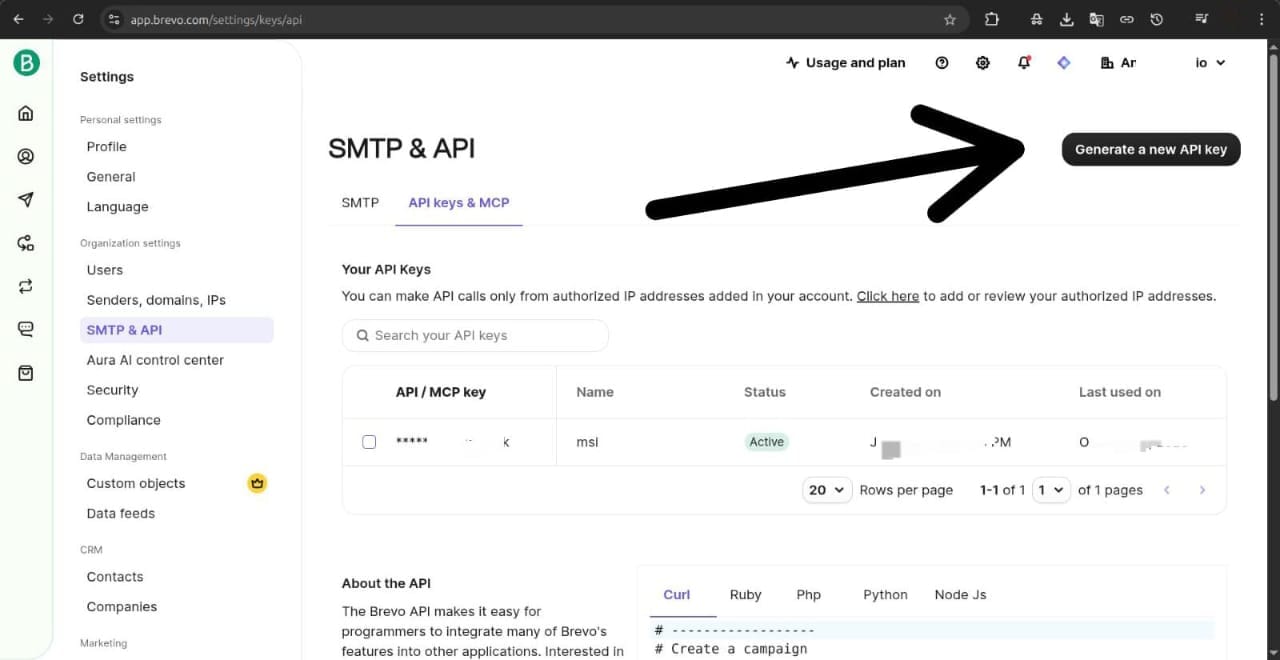 app.brevo.com/settings/keys/api
B
Settings
Usage and plan
io
Personal settings
Profile
General
Language
Organization settings
Users
Senders, domains, IPs
SMTP & API
Aura AI control center
Security
Compliance
Data Management
Custom objects
Data feeds
CRM
Contacts
Companies
Marketing
SMTP & API
Generate a new API key
SMTP API keys & MCP
Your API Keys
You can make API calls only from authorized IP addresses added in your account. Click here to add or review your authorized IP addresses.
Search your API keys
API / MCP key Name Status Created on Last used on
***** k msl Active J PM O
20 Rows per page 1-1 of 1 1 of 1 pages
About the API
The Brevo API makes it easy for
programmers to integrate many of Brevo's
features into other applications. Interested in
Curl Ruby Php Python Node Js
# ------------------
# Create a campaign